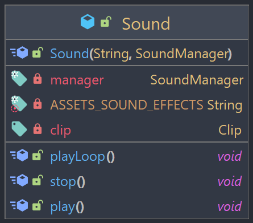 Sound
Sound(String, SoundManager)
manager SoundManager
ASSETS_SOUND_EFFECTS String
clip Clip
playLoop() void
stop() void
play() void